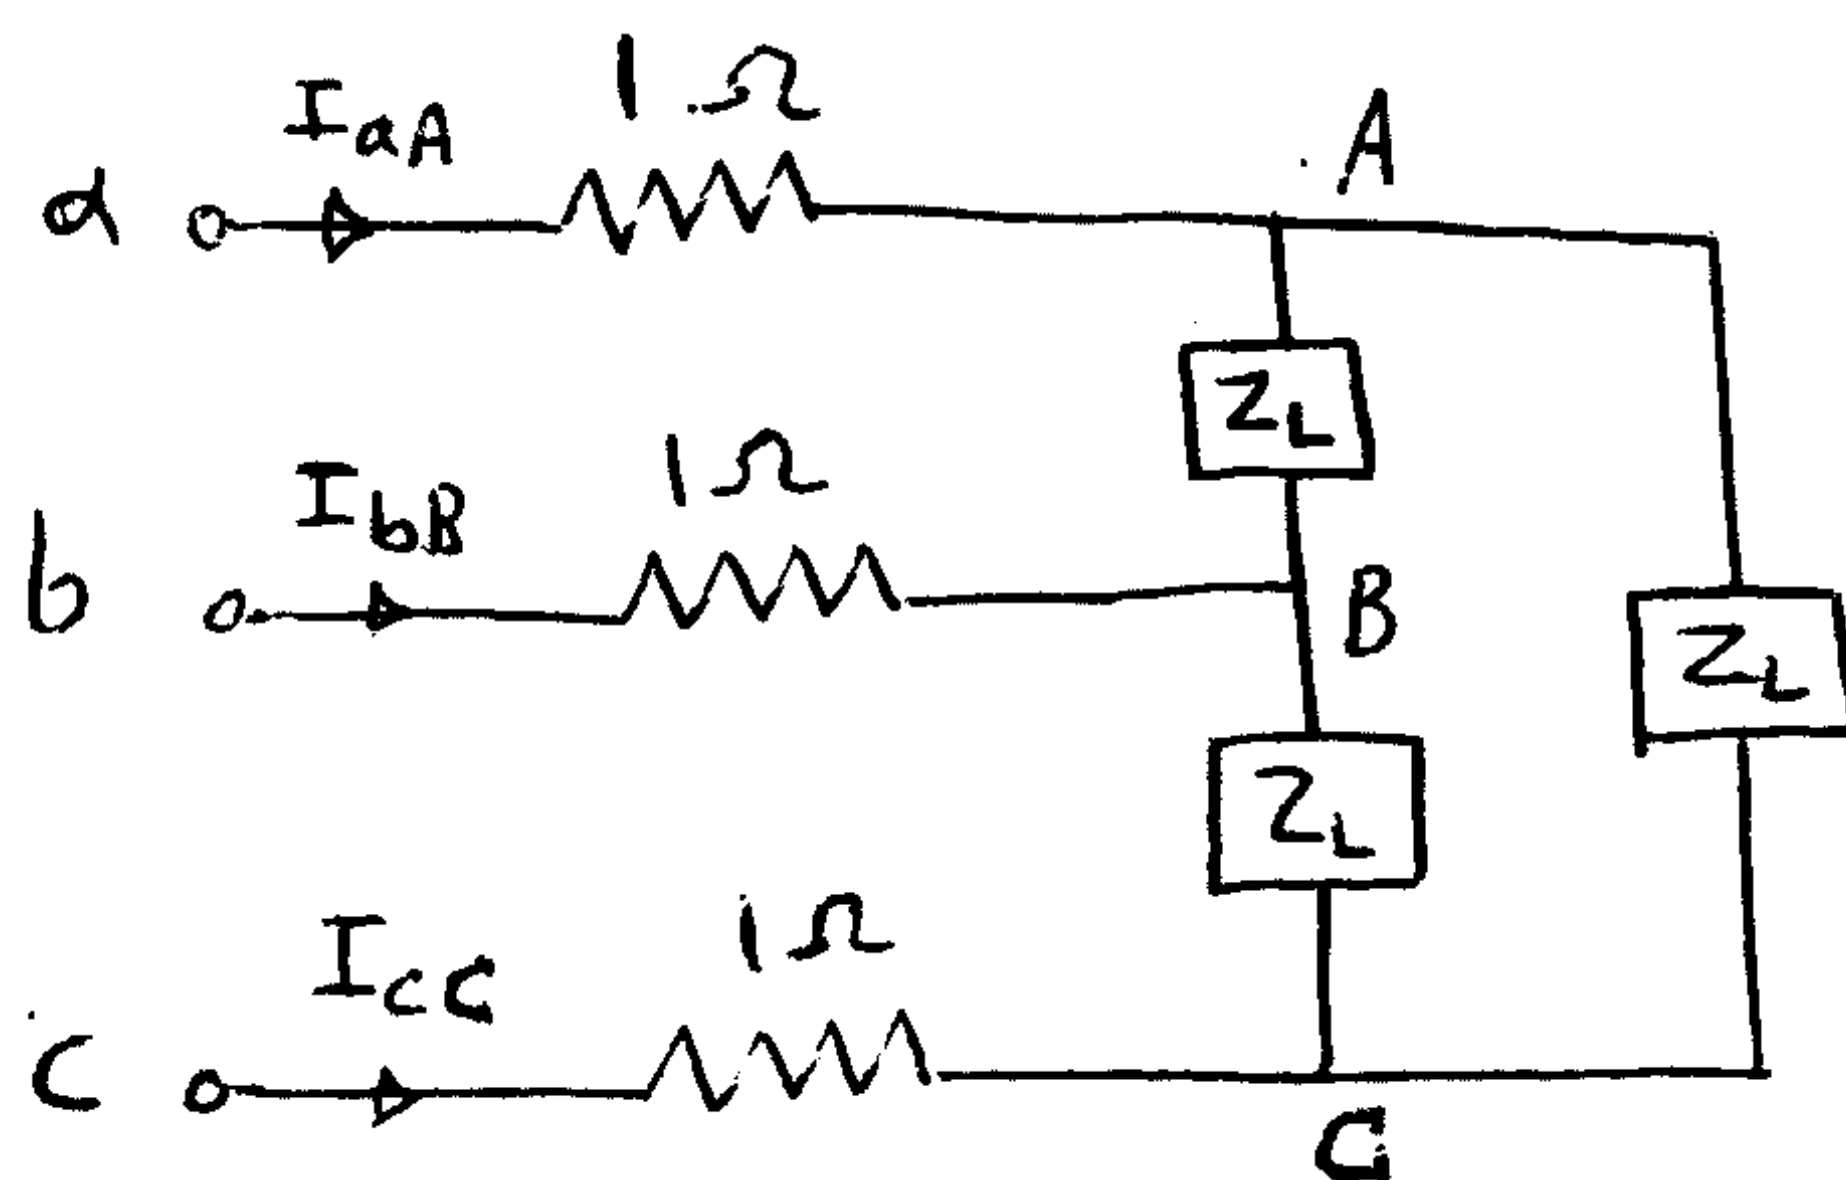 I_aA 1 Ω A
a
Z_L
I_bB 1 Ω
b B
Z_L
Z_L
I_cC 1 Ω
c
C